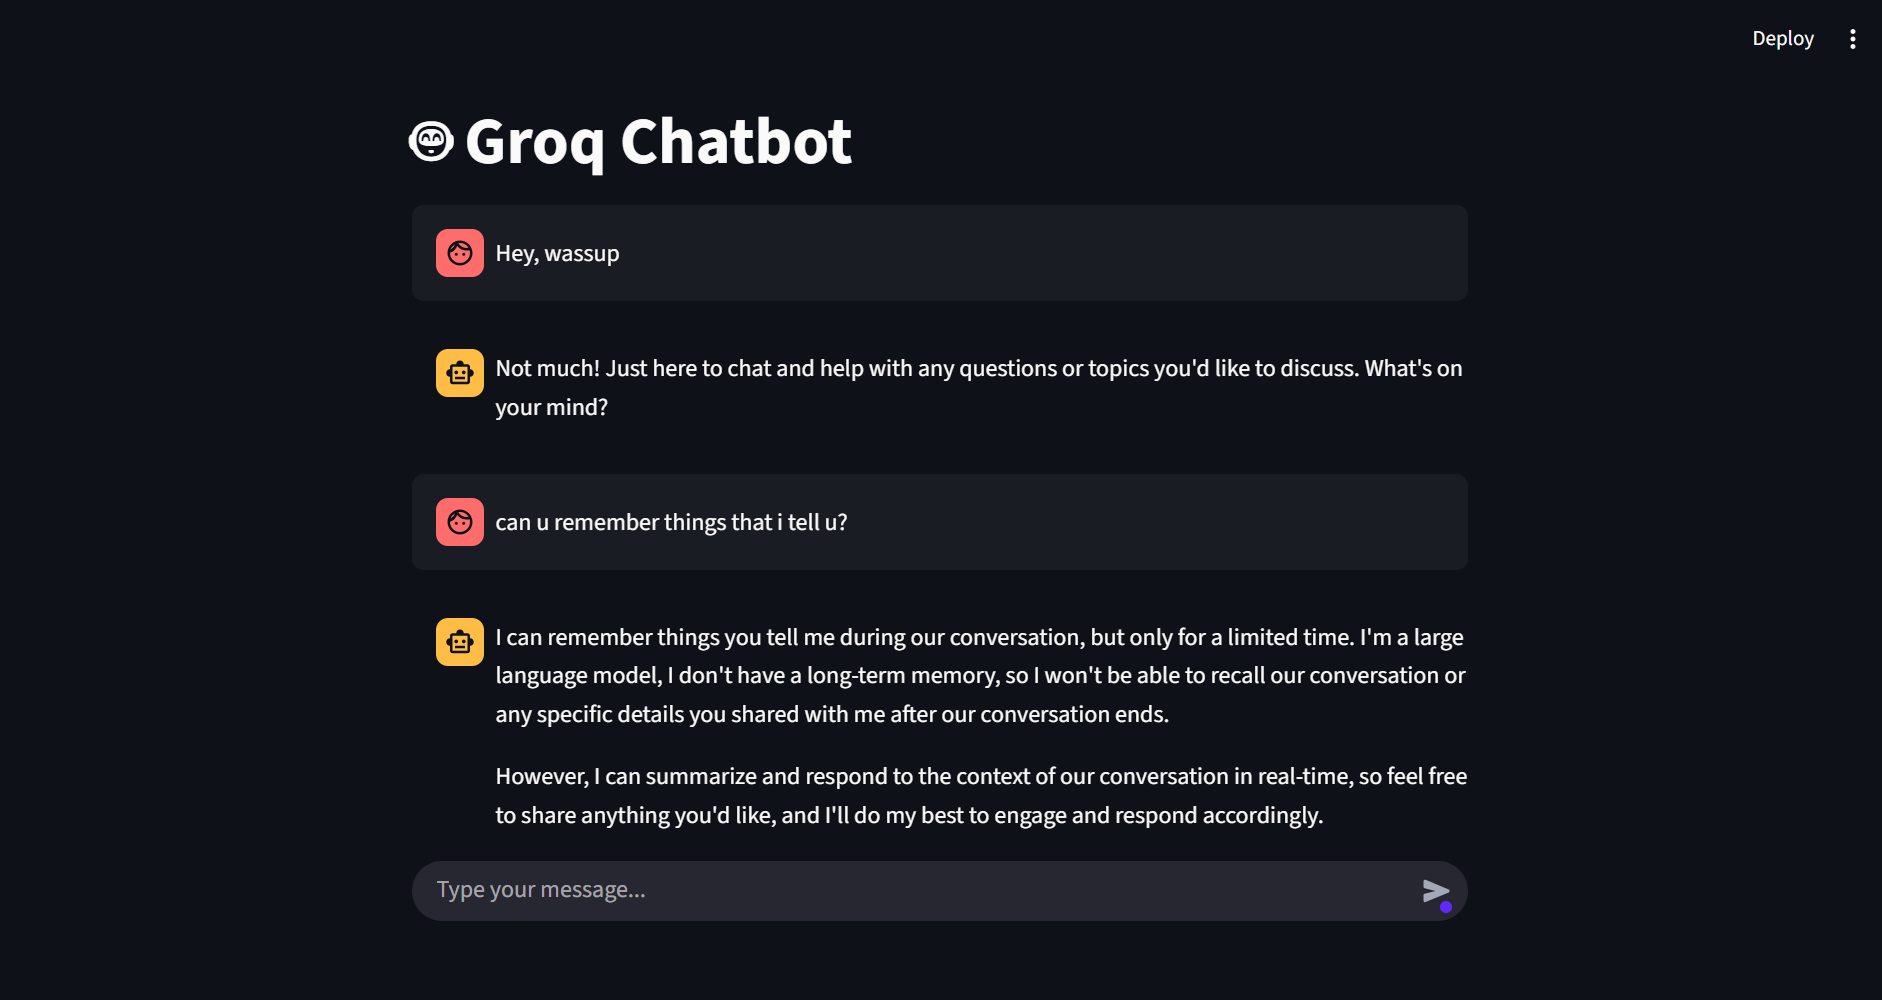 Deploy
Groq Chatbot
Hey, wassup
Not much! Just here to chat and help with any questions or topics you'd like to discuss. What's on
your mind?
can u remember things that i tell u?
I can remember things you tell me during our conversation, but only for a limited time. I'm a large
language model, I don't have a long-term memory, so I won't be able to recall our conversation or
any specific details you shared with me after our conversation ends.
However, I can summarize and respond to the context of our conversation in real-time, so feel free
to share anything you'd like, and I'll do my best to engage and respond accordingly.
Type your message...